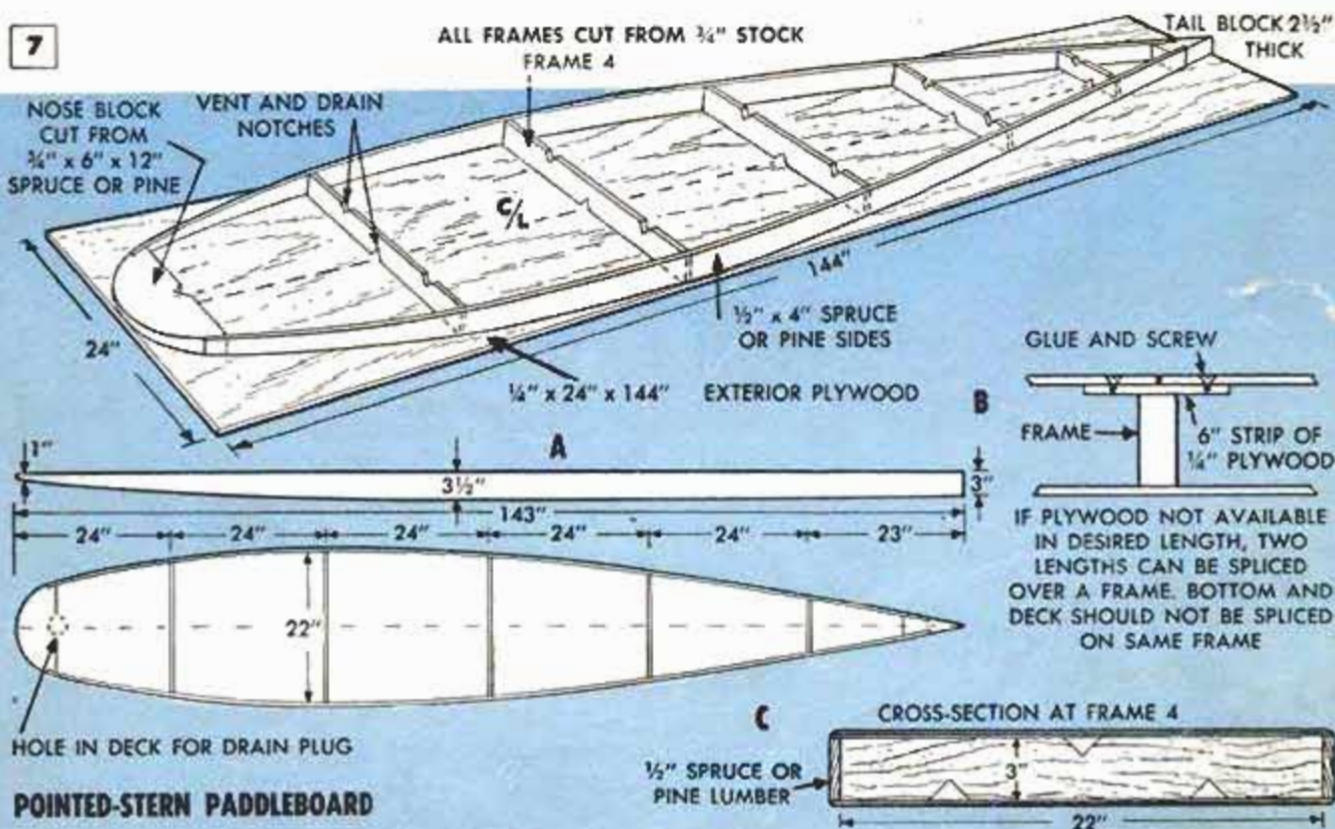 7
ALL FRAMES CUT FROM ¾" STOCK
FRAME 4
TAIL BLOCK 2½"
THICK
NOSE BLOCK
CUT FROM
¾" x 6" x 12"
SPRUCE OR PINE
VENT AND DRAIN
NOTCHES
C/L
144"
24"
½" x 4" SPRUCE
OR PINE SIDES
¼" x 24" x 144" EXTERIOR PLYWOOD
GLUE AND SCREW
B
FRAME
6" STRIP OF
¼" PLYWOOD
IF PLYWOOD NOT AVAILABLE
IN DESIRED LENGTH, TWO
LENGTHS CAN BE SPLICED
OVER A FRAME. BOTTOM AND
DECK SHOULD NOT BE SPLICED
ON SAME FRAME
A
1"
3½"
3"
143"
24" 24" 24" 24" 24" 23"
22"
HOLE IN DECK FOR DRAIN PLUG
C
CROSS-SECTION AT FRAME 4
½" SPRUCE OR
PINE LUMBER
3"
22"
POINTED-STERN PADDLEBOARD